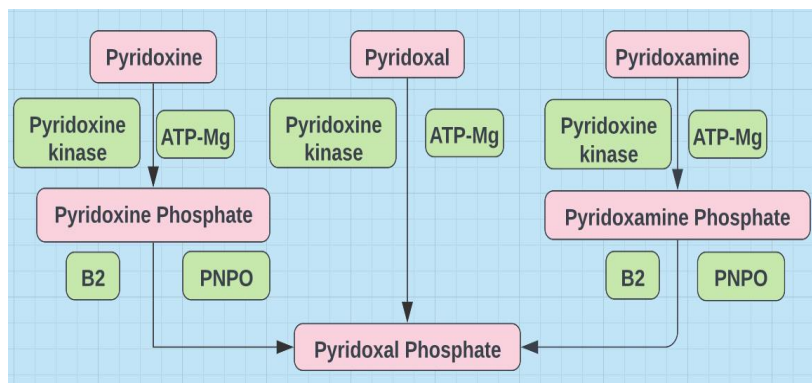 Pyridoxine
Pyridoxal
Pyridoxamine
Pyridoxine
kinase
ATP-Mg
Pyridoxine
kinase
ATP-Mg
Pyridoxine
kinase
ATP-Mg
Pyridoxine Phosphate
Pyridoxamine Phosphate
B2
PNPO
B2
PNPO
Pyridoxal Phosphate